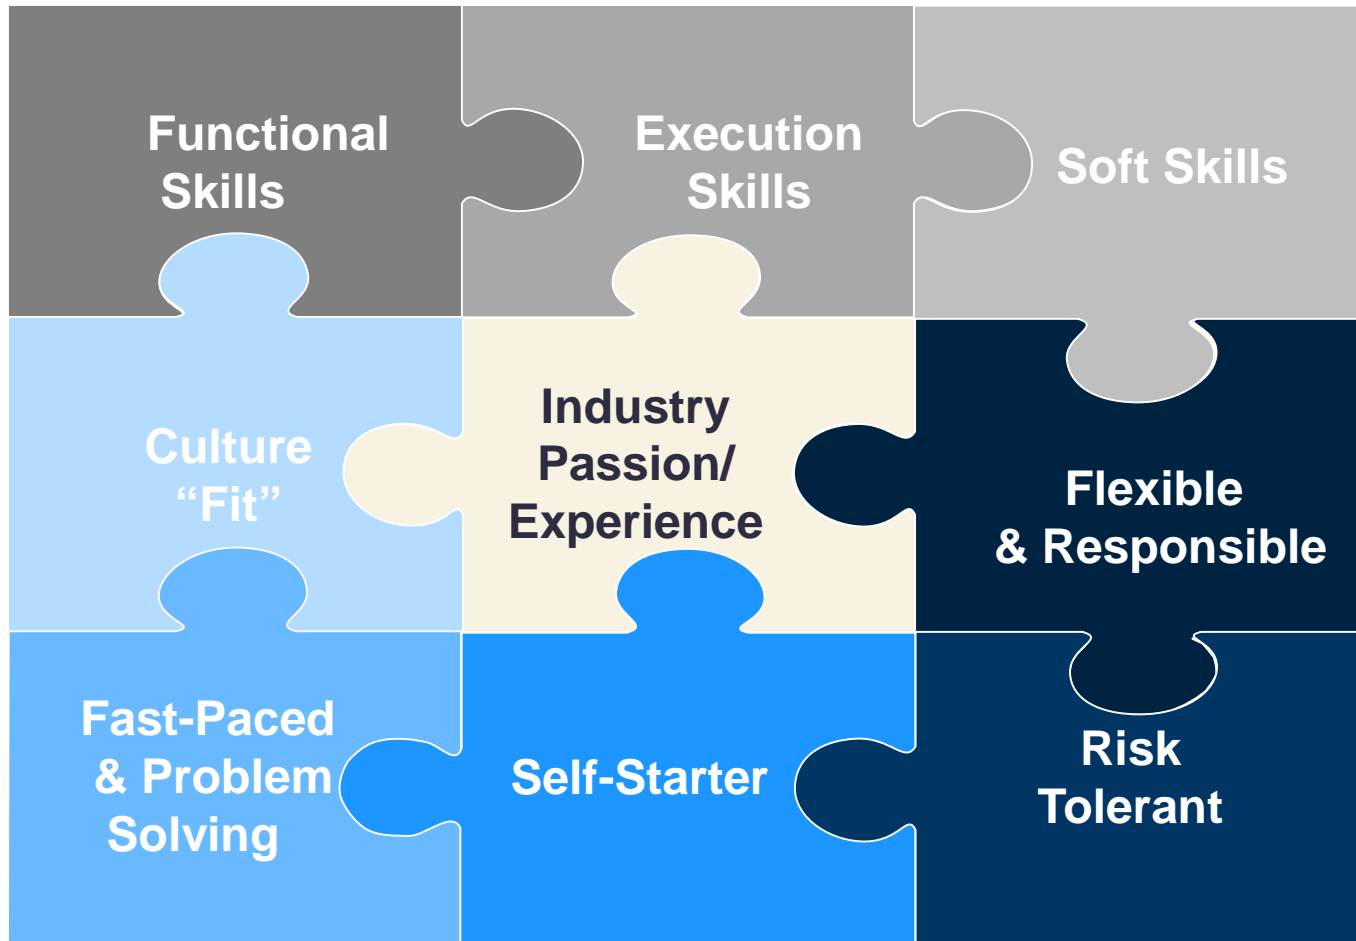 Functional
Skills
Execution
Skills
Soft Skills
Culture
“Fit”
Industry
Passion/
Experience
Flexible
& Responsible
Fast-Paced
& Problem
Solving
Self-Starter
Risk
Tolerant